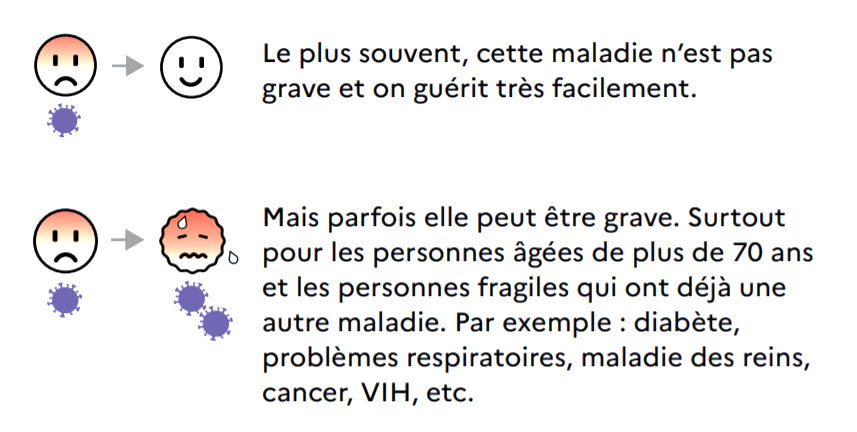 Le plus souvent, cette maladie n’est pas
grave et on guérit très facilement.
Mais parfois elle peut être grave. Surtout
pour les personnes âgées de plus de 70 ans
et les personnes fragiles qui ont déjà une
autre maladie. Par exemple : diabète,
problèmes respiratoires, maladie des reins,
cancer, VIH, etc.